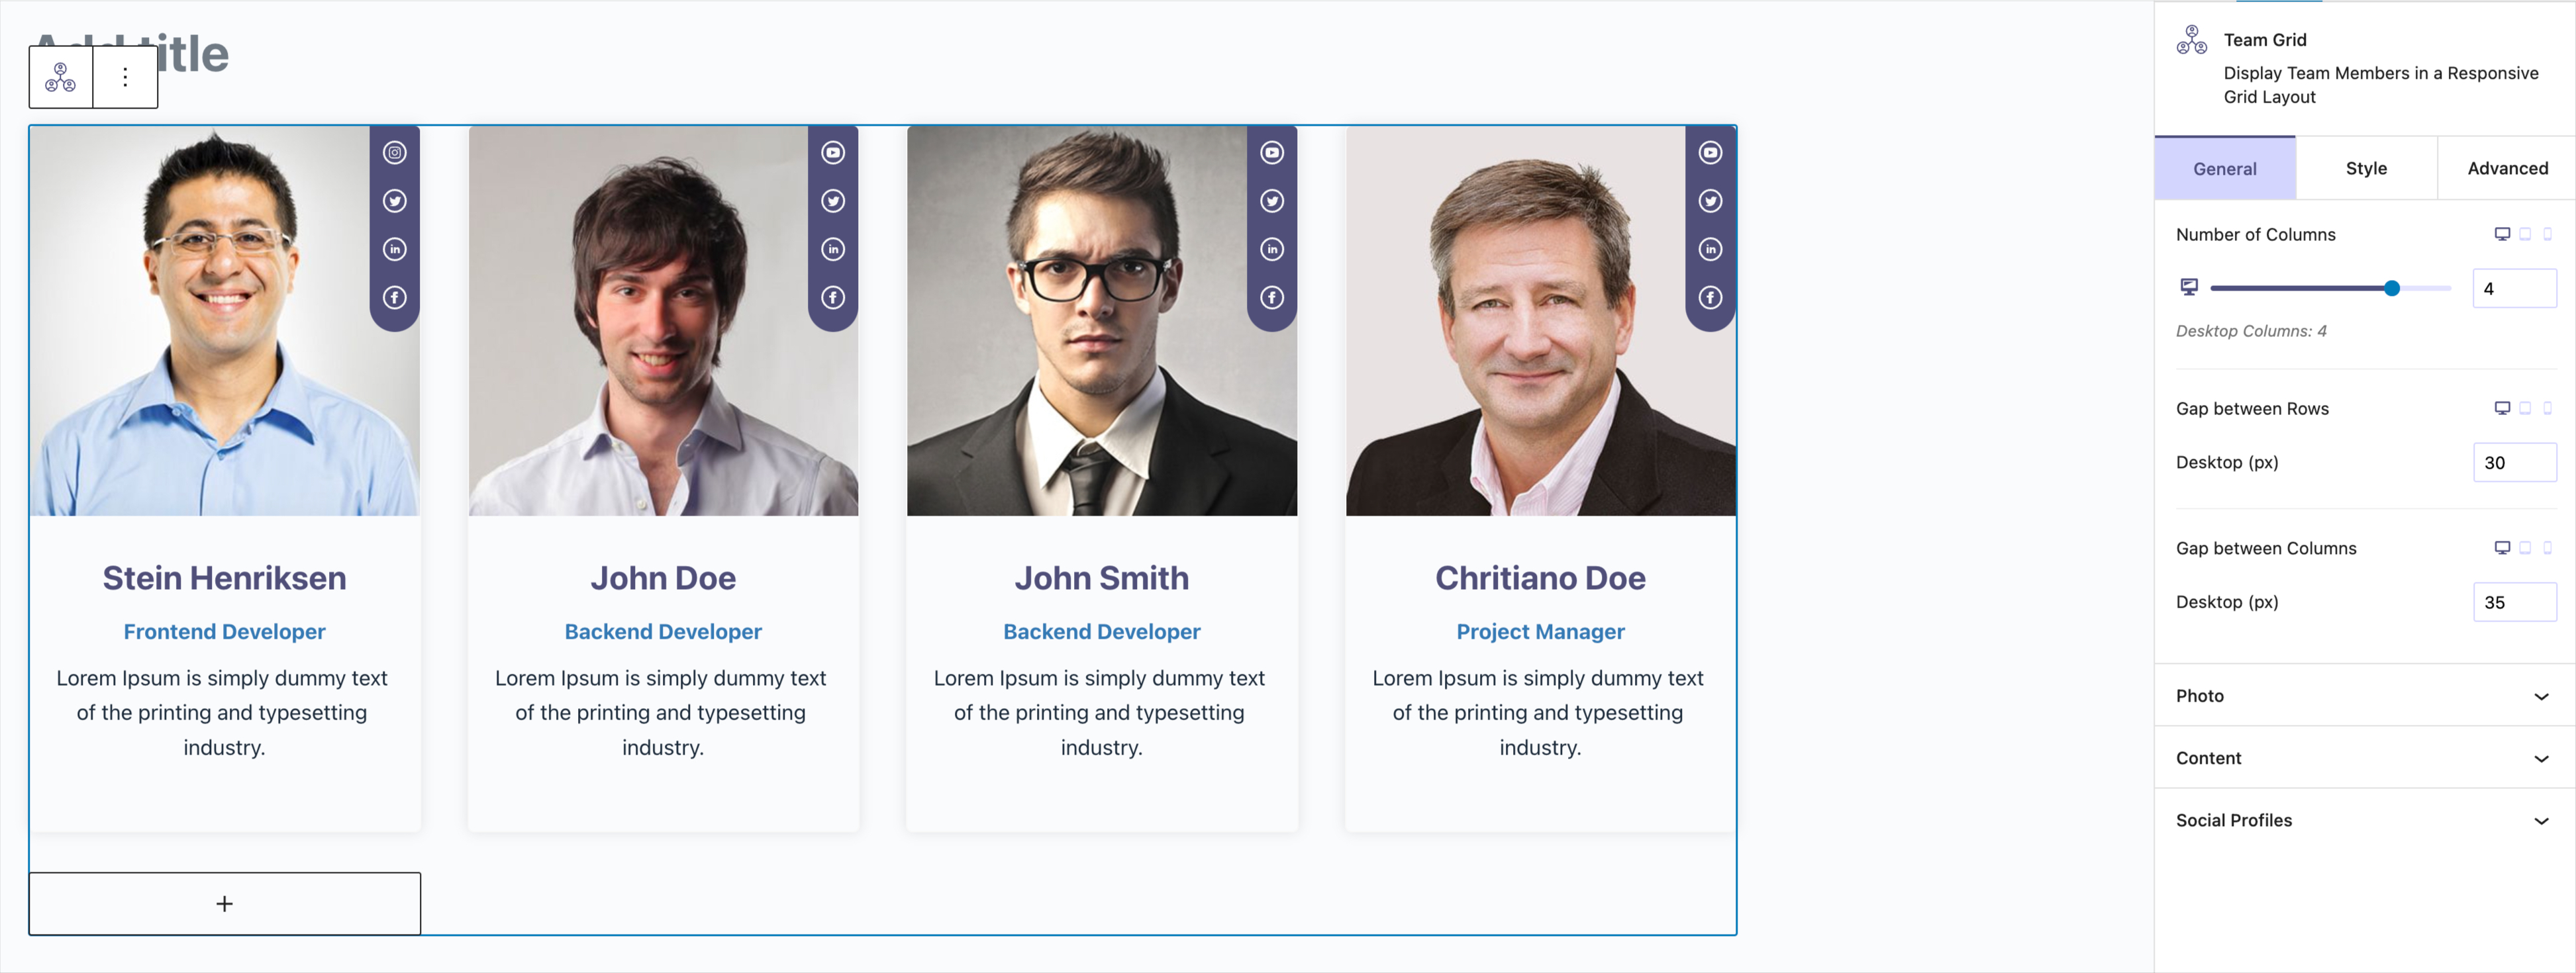 Add title
Stein Henriksen
Frontend Developer
Lorem Ipsum is simply dummy text
of the printing and typesetting
industry.
John Doe
Backend Developer
Lorem Ipsum is simply dummy text
of the printing and typesetting
industry.
John Smith
Backend Developer
Lorem Ipsum is simply dummy text
of the printing and typesetting
industry.
Chritiano Doe
Project Manager
Lorem Ipsum is simply dummy text
of the printing and typesetting
industry.
Team Grid
Display Team Members in a Responsive
Grid Layout
General Style Advanced
Number of Columns
4
Desktop Columns: 4
Gap between Rows
Desktop (px) 30
Gap between Columns
Desktop (px) 35
Photo
Content
Social Profiles